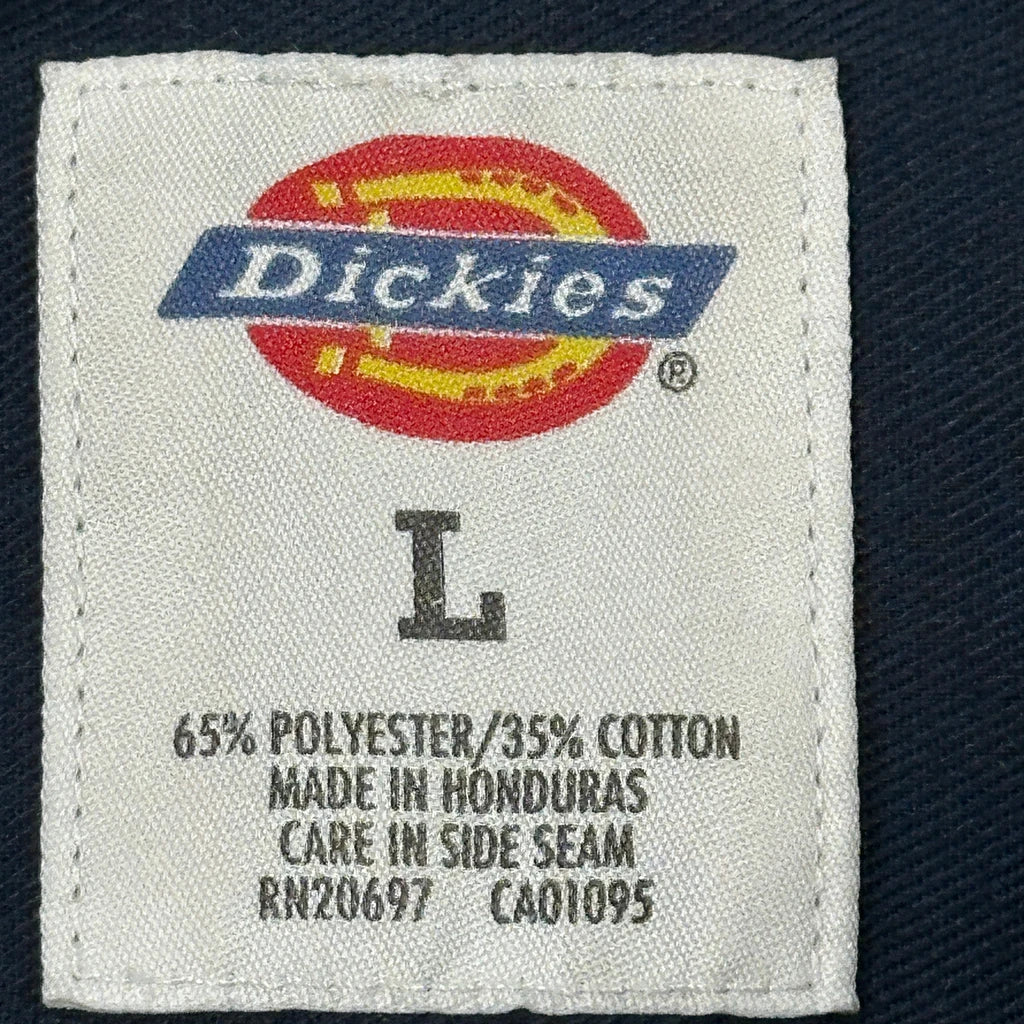 Dickies
®
L
65% POLYESTER/35% COTTON
MADE IN HONDURAS
CARE IN SIDE SEAM
RN20697 CA01095